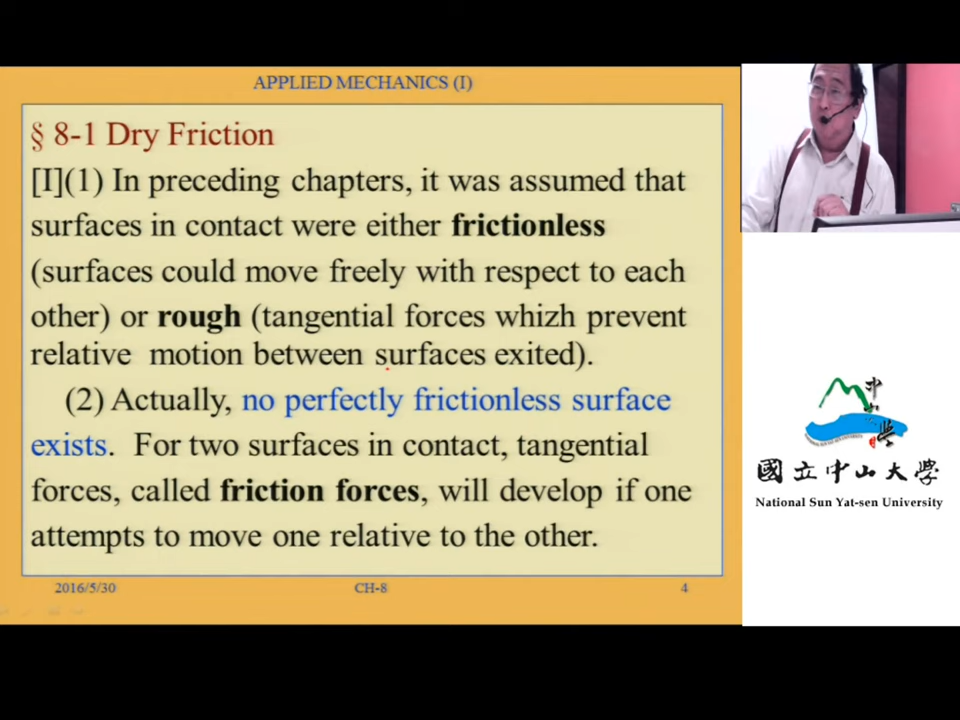 APPLIED MECHANICS (I)
§ 8-1 Dry Friction
[I](1) In preceding chapters, it was assumed that
surfaces in contact were either frictionless
(surfaces could move freely with respect to each
other) or rough (tangential forces whizh prevent
relative motion between surfaces exited).
(2) Actually, no perfectly frictionless surface
exists. For two surfaces in contact, tangential
forces, called friction forces, will develop if one
attempts to move one relative to the other.
2016/5/30 CH-8 4
國立中山大學
National Sun Yat-sen University